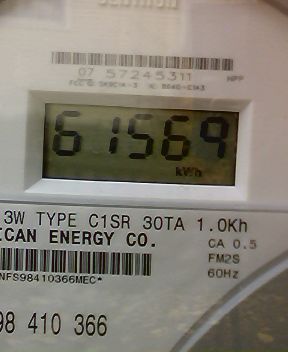 07 57245311
61569
kWh
3W TYPE C1SR 30TA 1.0Kh
ICAN ENERGY CO.
CA 0.5
FM2S
60Hz
NFS98410366MEC*
98 410 366